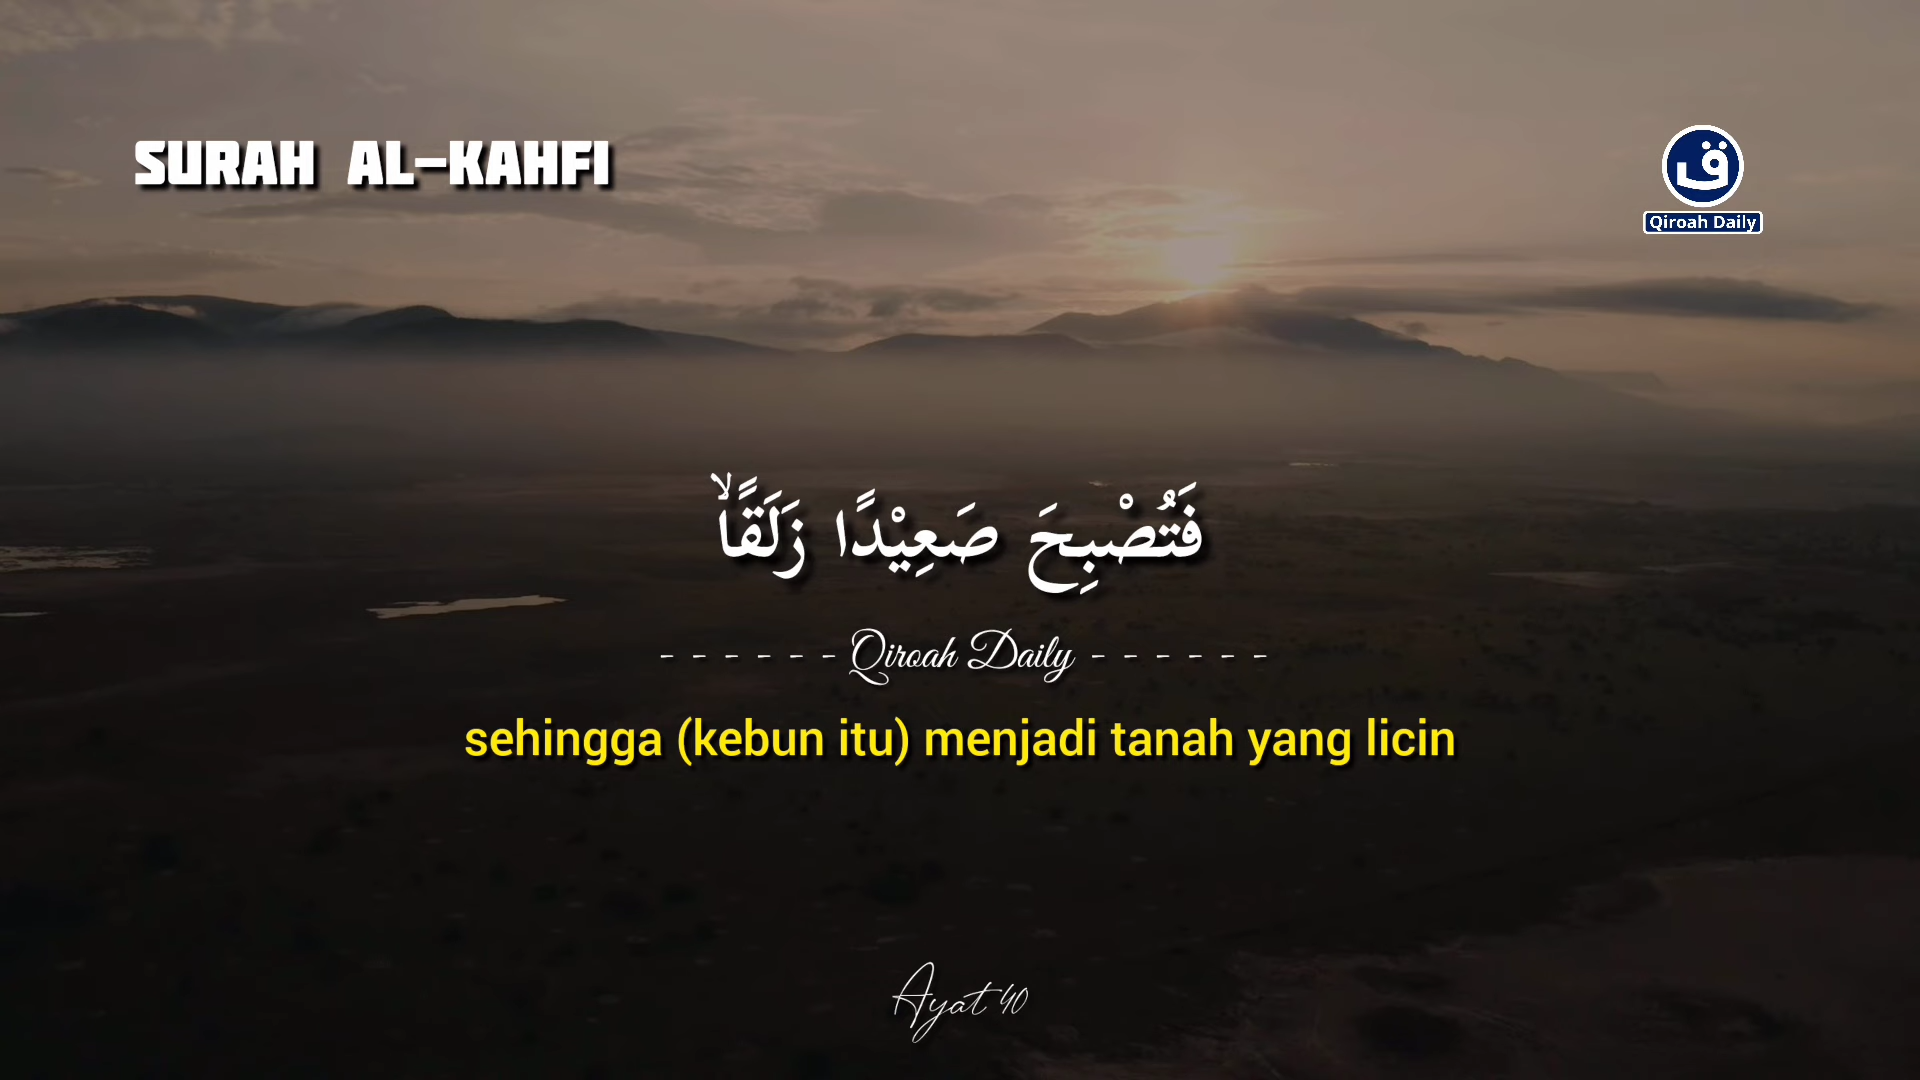 SURAH AL-KAHFI
ق
Qiroah Daily
فَتُصْبِحَ صَعِيْدًا زَلَقًاۙ
- - - - - - Qiroah Daily - - - - - -
sehingga (kebun itu) menjadi tanah yang licin
Ayat 40